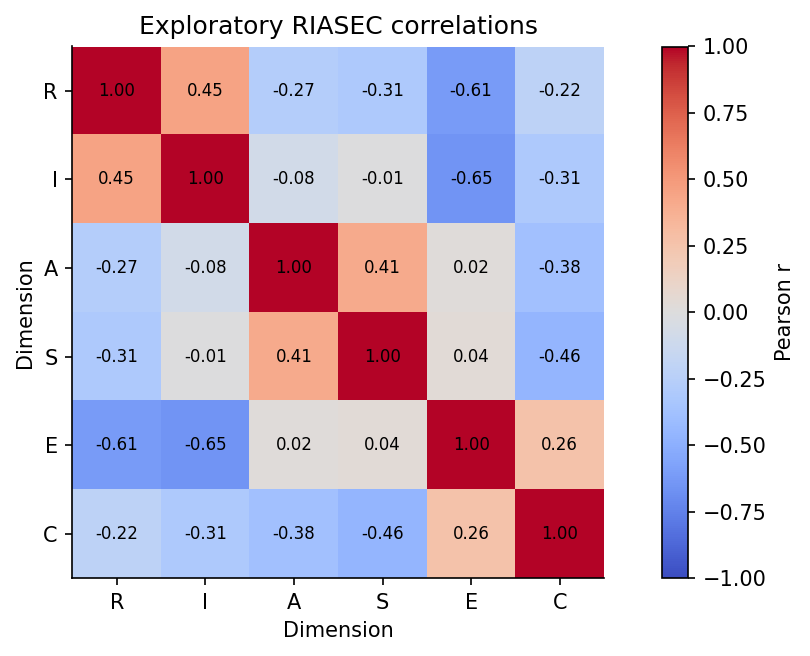 Exploratory RIASEC correlations
R 1.00 0.45 -0.27 -0.31 -0.61 -0.22
I 0.45 1.00 -0.08 -0.01 -0.65 -0.31
A -0.27 -0.08 1.00 0.41 0.02 -0.38
S -0.31 -0.01 0.41 1.00 0.04 -0.46
E -0.61 -0.65 0.02 0.04 1.00 0.26
C -0.22 -0.31 -0.38 -0.46 0.26 1.00
R I A S E C
Dimension
Dimension
1.00
0.75
0.50
0.25
0.00
−0.25
−0.50
−0.75
−1.00
Pearson r